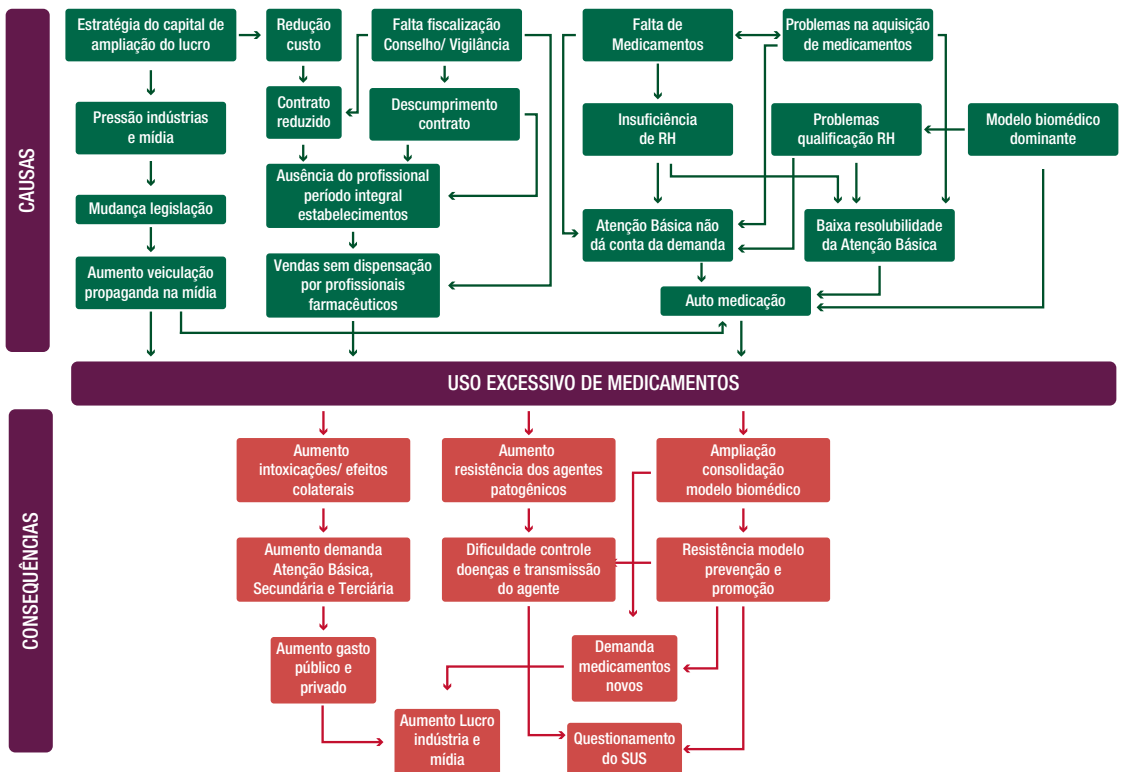 CAUSAS
Estratégia do capital de
ampliação do lucro
Redução
custo
Falta fiscalização
Conselho/ Vigilância
Falta de
Medicamentos
Problemas na aquisição
de medicamentos
Pressão indústrias
e mídia
Contrato
reduzido
Descumprimento
contrato
Insuficiência
de RH
Problemas
qualificação RH
Modelo biomédico
dominante
Mudança legislação
Ausência do profissional
período integral
estabelecimentos
Atenção Básica não
dá conta da demanda
Baixa resolubilidade
da Atenção Básica
Aumento veiculação
propaganda na mídia
Vendas sem dispensação
por profissionais
farmacêuticos
Auto medicação
USO EXCESSIVO DE MEDICAMENTOS
CONSEQUÊNCIAS
Aumento
intoxicações/ efeitos
colaterais
Aumento
resistência dos agentes
patogênicos
Ampliação
consolidação
modelo biomédico
Aumento demanda
Atenção Básica,
Secundária e Terciária
Dificuldade controle
doenças e transmissão
do agente
Resistência modelo
prevenção e
promoção
Aumento gasto
público e
privado
Demanda
medicamentos
novos
Aumento Lucro
indústria e
mídia
Questionamento
do SUS